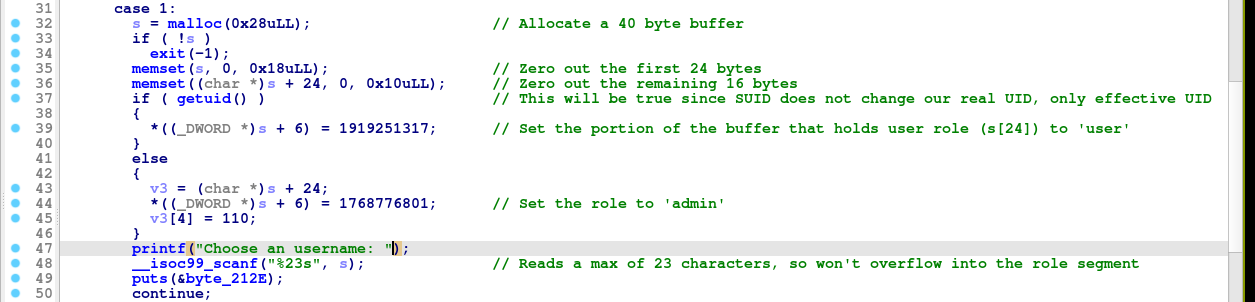 31 case 1:
32 s = malloc(0x28uLL); // Allocate a 40 byte buffer
33 if ( !s )
34 exit(-1);
35 memset(s, 0, 0x18uLL); // Zero out the first 24 bytes
36 memset((char *)s + 24, 0, 0x10uLL); // Zero out the remaining 16 bytes
37 if ( getuid() ) // This will be true since SUID does not change our real UID, only effective UID
38 {
39 *((_DWORD *)s + 6) = 1919251317; // Set the portion of the buffer that holds user role (s[24]) to 'user'
40 }
41 else
42 {
43 v3 = (char *)s + 24;
44 *((_DWORD *)s + 6) = 1768776801; // Set the role to 'admin'
45 v3[4] = 110;
46 }
47 printf("Choose an username: ");
48 __isoc99_scanf("%23s", s); // Reads a max of 23 characters, so won't overflow into the role segment
49 puts(&byte_212E);
50 continue;